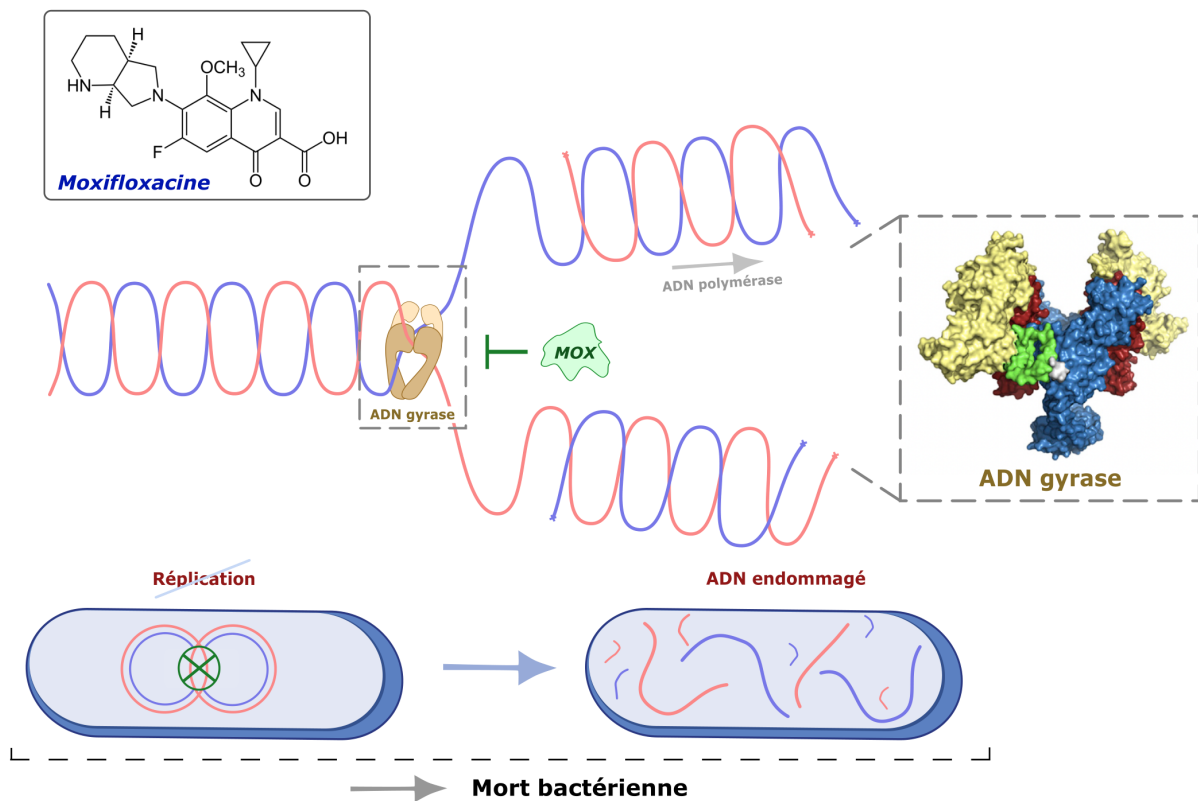 H
N
OCH3
HN
N
H
F
OH
O
O
Moxifloxacine
ADN polymérase
MOX
ADN gyrase
ADN gyrase
Réplication
ADN endommagé
Mort bactérienne